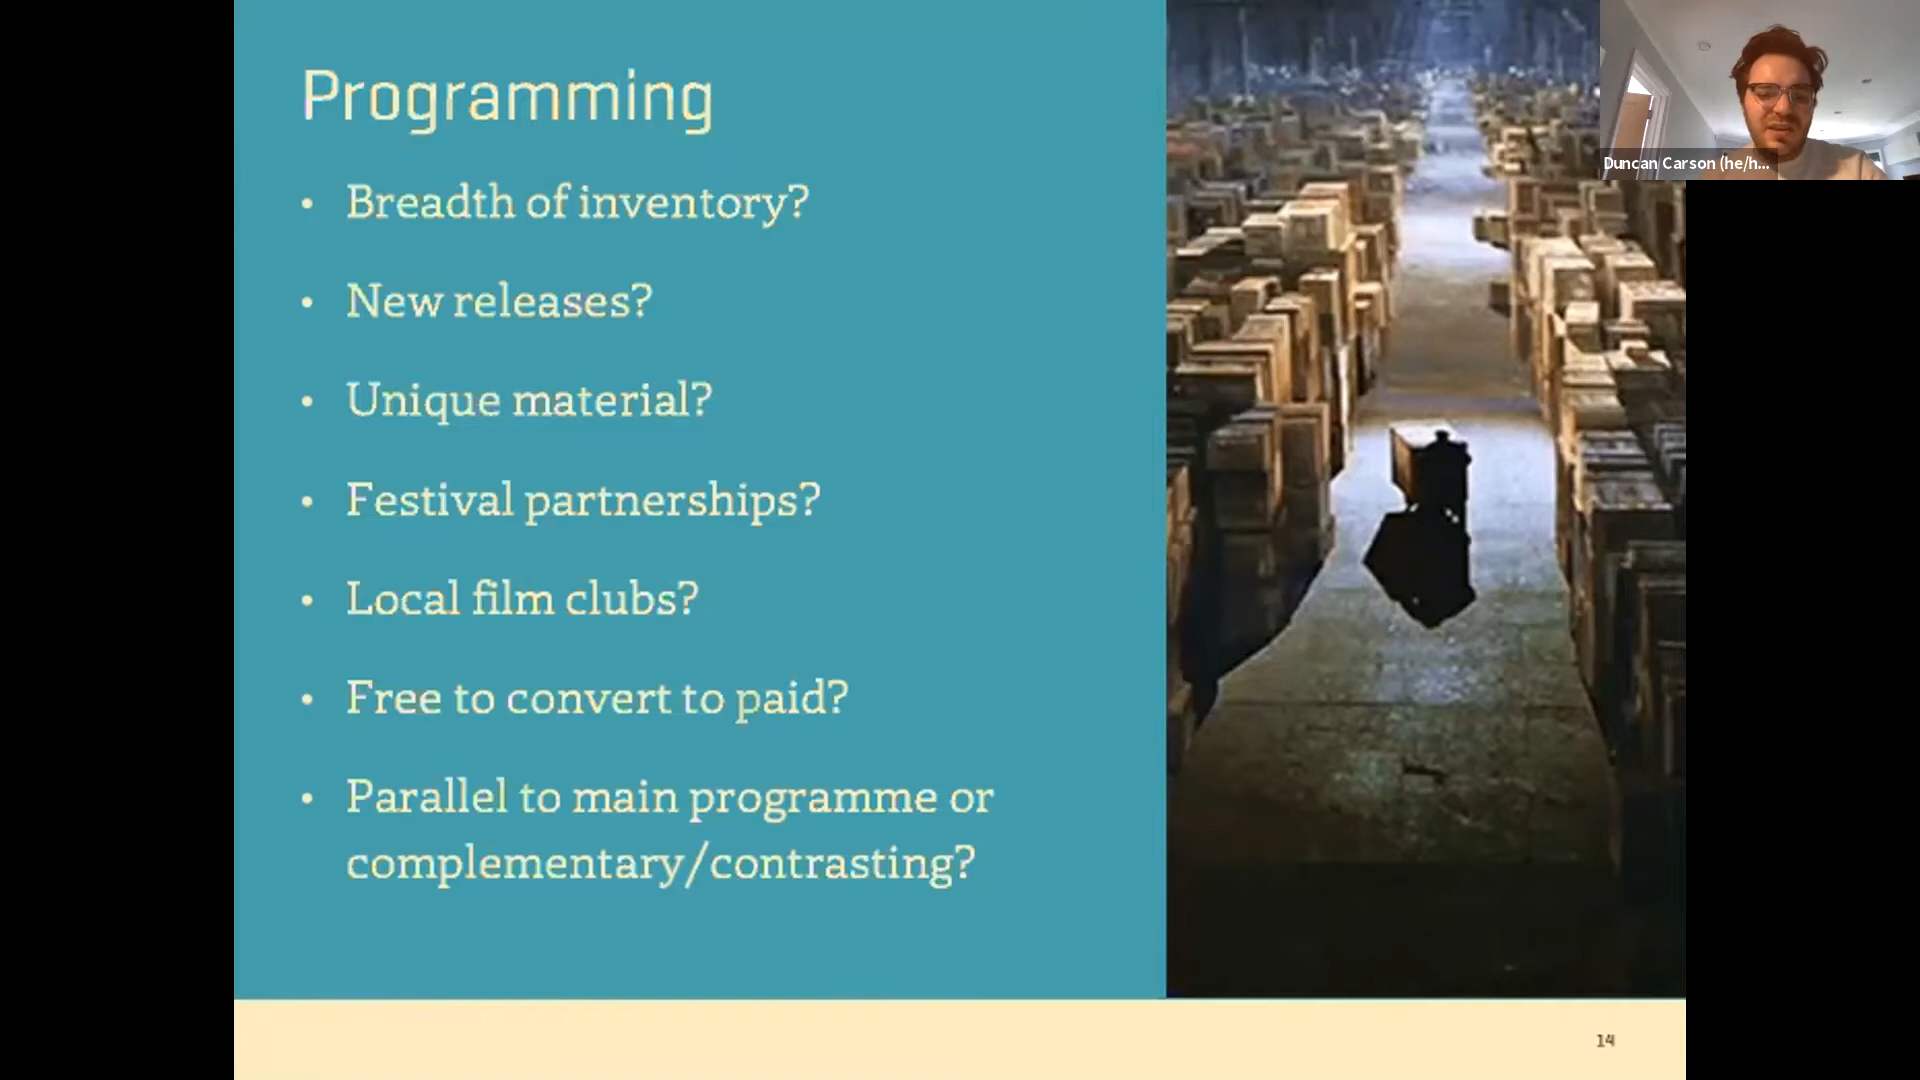 Programming
• Breadth of inventory?
• New releases?
• Unique material?
• Festival partnerships?
• Local film clubs?
• Free to convert to paid?
• Parallel to main programme or
complementary/contrasting?
Duncan Carson (he/h...
14